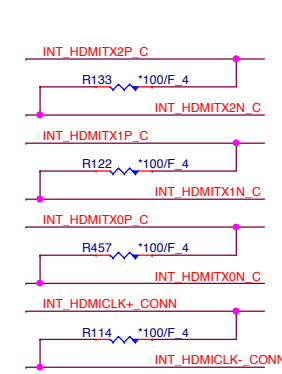 INT_HDMITX2P_C
R133 *100/F_4
INT_HDMITX2N_C
INT_HDMITX1P_C
R122 *100/F_4
INT_HDMITX1N_C
INT_HDMITX0P_C
R457 *100/F_4
INT_HDMITX0N_C
INT_HDMICLK+_CONN
R114 *100/F_4
INT_HDMICLK-_CONN